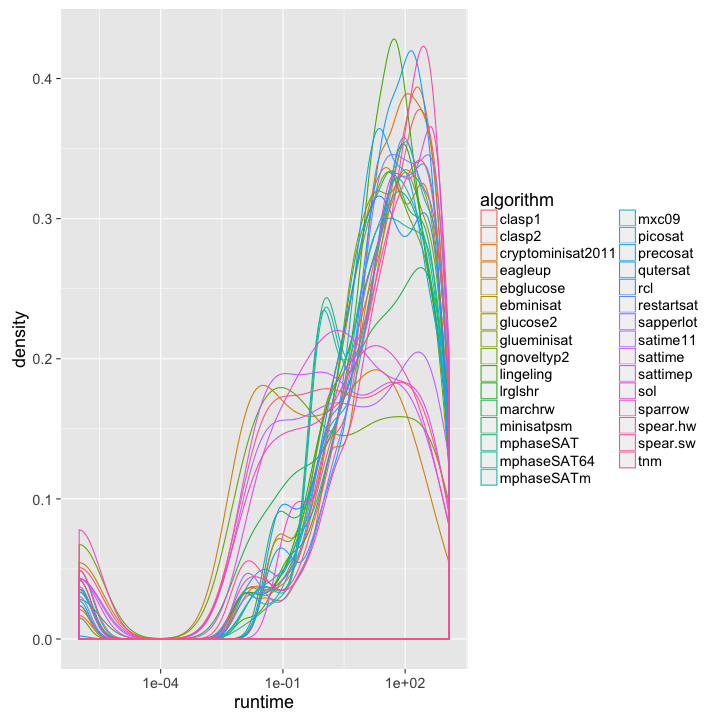 0.4
0.3
0.2
0.1
0.0
density
1e-04
1e-01
1e+02
runtime
algorithm
clasp1
clasp2
cryptominisat2011
eagleup
ebglucose
ebminisat
glucose2
glueminisat
gnoveltyp2
lingeling
lrglshr
marchrw
minisatpsm
mphaseSAT
mphaseSAT64
mphaseSATm
mxc09
picosat
precosat
qutersat
rcl
restartsat
sapperlot
satime11
sattime
sattimep
sol
sparrow
spear.hw
spear.sw
tnm